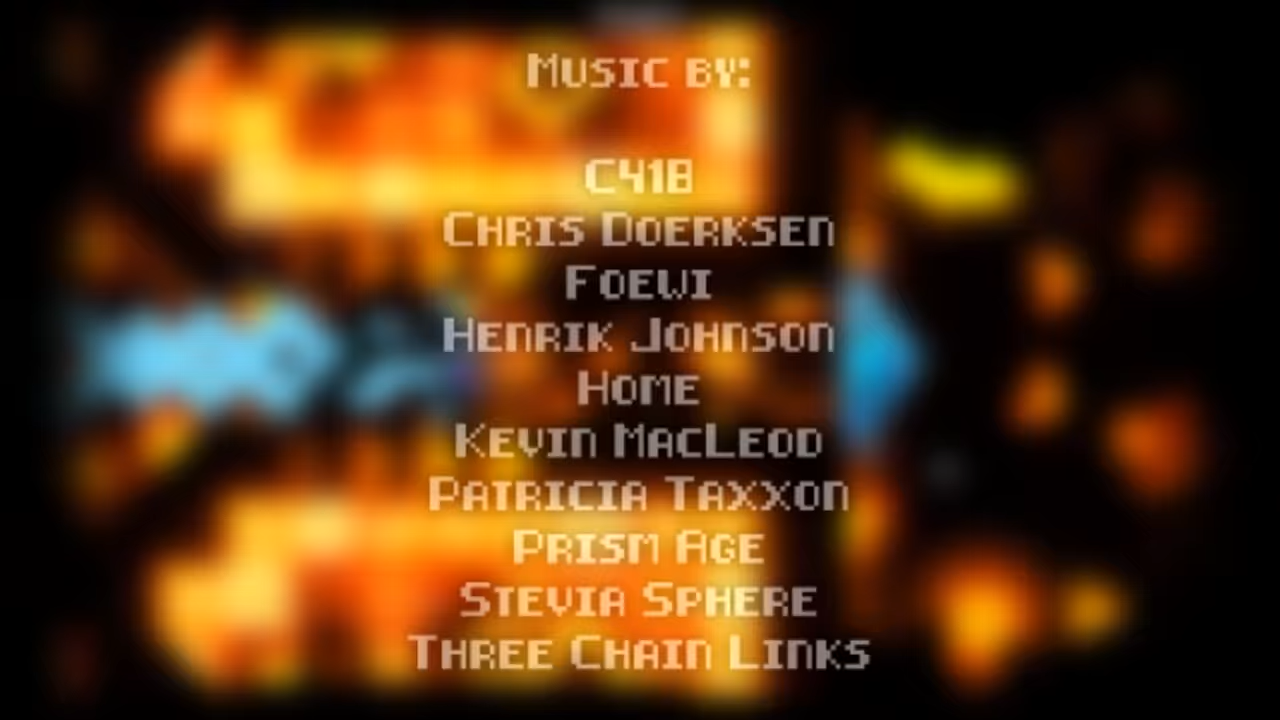 Music by:
C418
Chris Doerksen
Foewi
Henrik Johnson
Home
Kevin MacLeod
Patricia Taxxon
Prism Age
Stevia Sphere
Three Chain Links